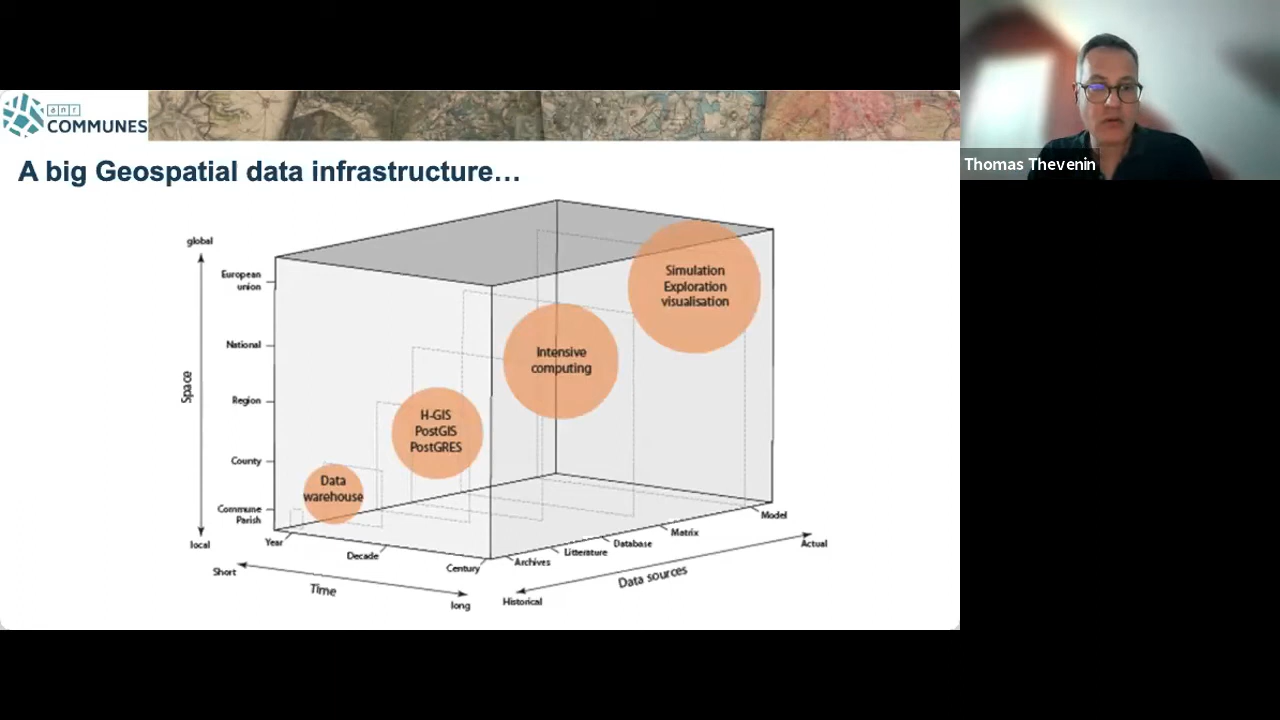 anr
COMMUNES
Thomas Thevenin
A big Geospatial data infrastructure…
global
European
union
National
Region
County
Commune
Parish
local
Space
Simulation
Exploration
visualisation
Intensive
computing
H-GIS
PostGIS
PostGRES
Data
warehouse
Year
Decade
Century
Short
Time
long
Archives
Litterature
Database
Matrix
Model
Historical
Data sources
Actual